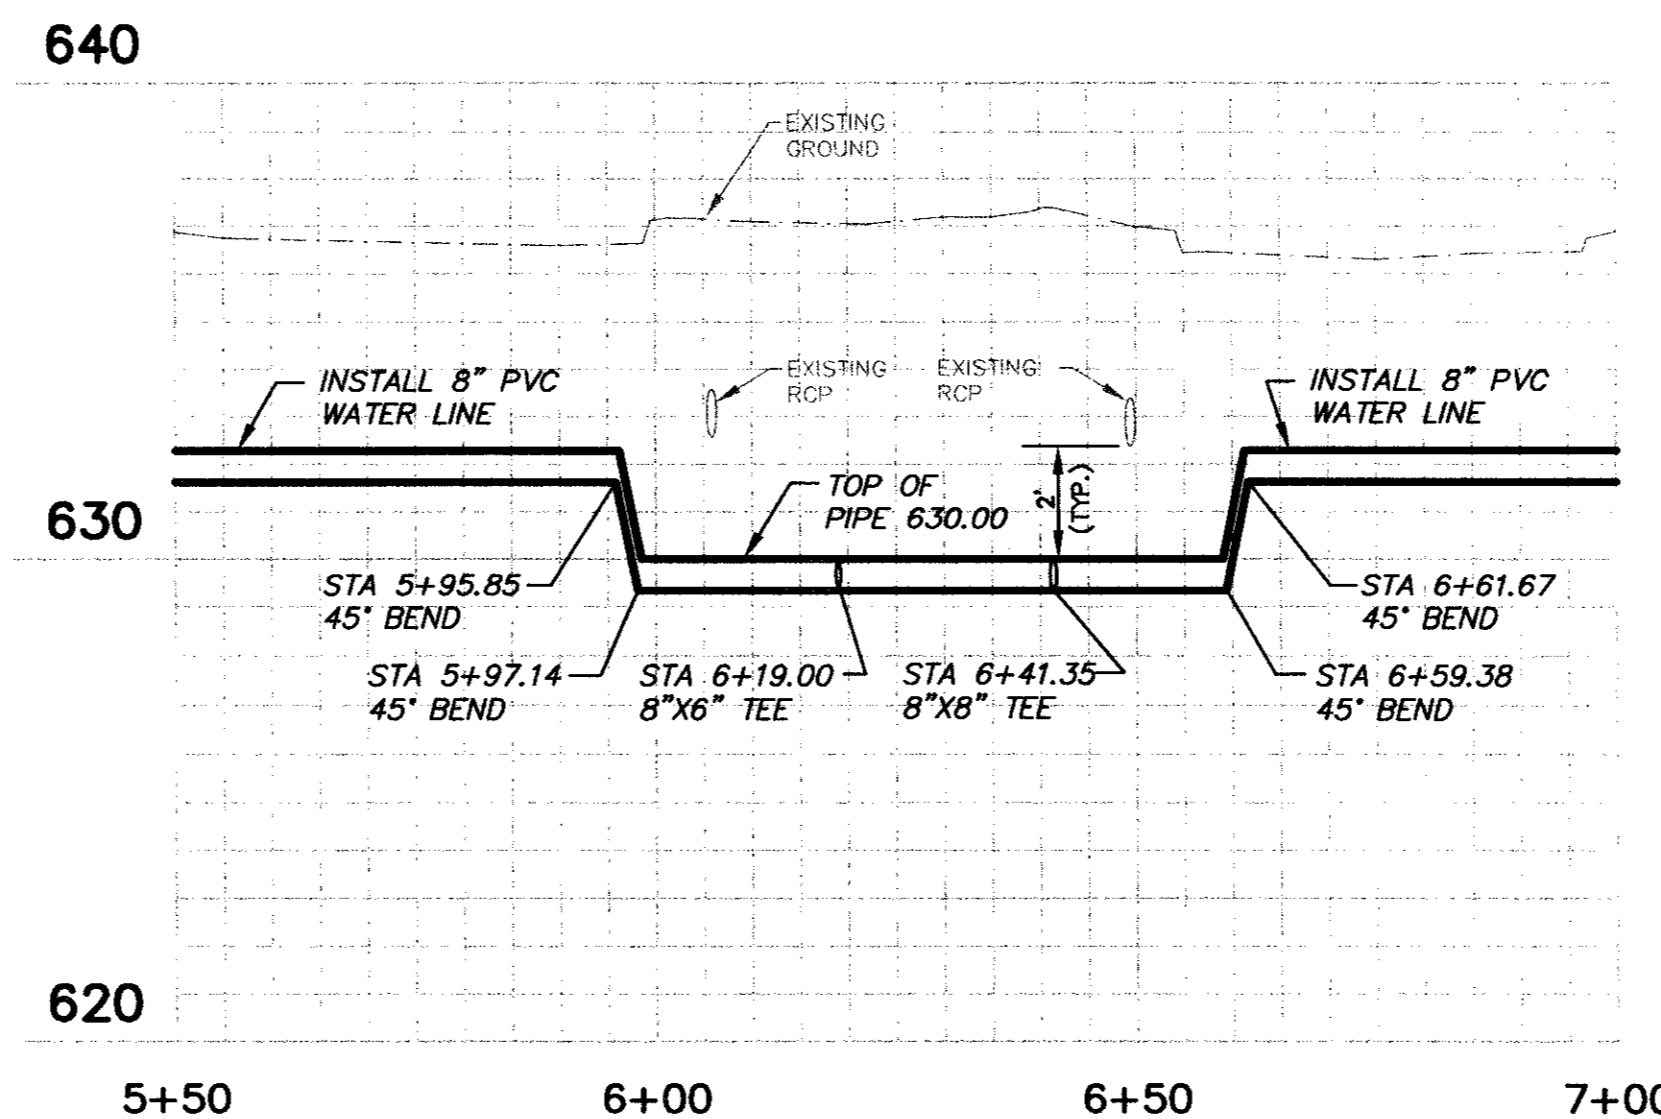 640
EXISTING
GROUND
EXISTING
RCP
EXISTING
RCP
INSTALL 8" PVC
WATER LINE
INSTALL 8" PVC
WATER LINE
TOP OF
PIPE 630.00
2'
(TYP.)
630
STA 5+95.85
45° BEND
STA 6+61.67
45° BEND
STA 5+97.14
45° BEND
STA 6+19.00
8"X6" TEE
STA 6+41.35
8"X8" TEE
STA 6+59.38
45° BEND
620
5+50
6+00
6+50
7+00